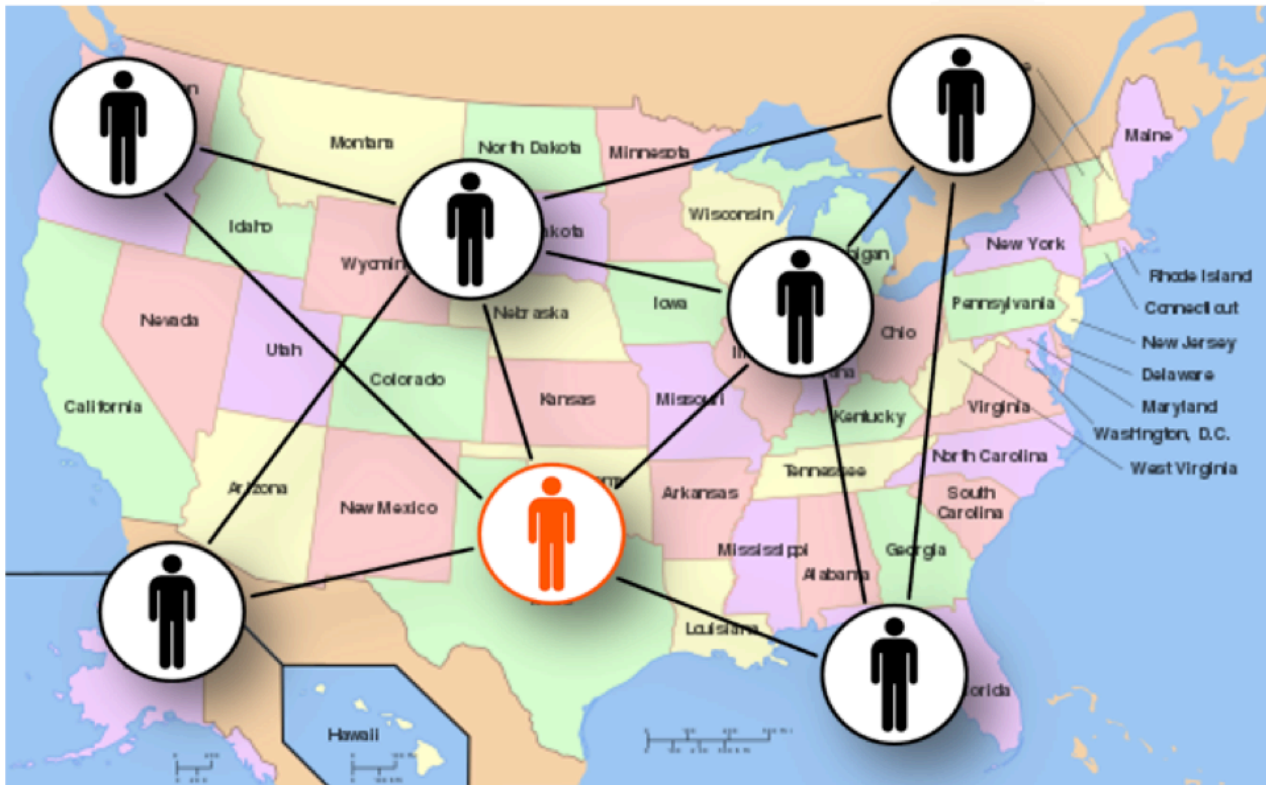 Maine
Montana
North Dakota
Minnesota
Wisconsin
Idaho
New York
Rhode Island
Pennsylvania
Connecticut
Iowa
Nebraska
Nevada
Ohio
New Jersey
Utah
Delaware
Colorado
Kansas
Missouri
California
Maryland
Virginia
Kentucky
Washington, D.C.
North Carolina
West Virginia
Tennessee
Arizona
Arkansas
South
Carolina
New Mexico
Mississippi
Georgia
Alabama
Louisiana
Hawaii